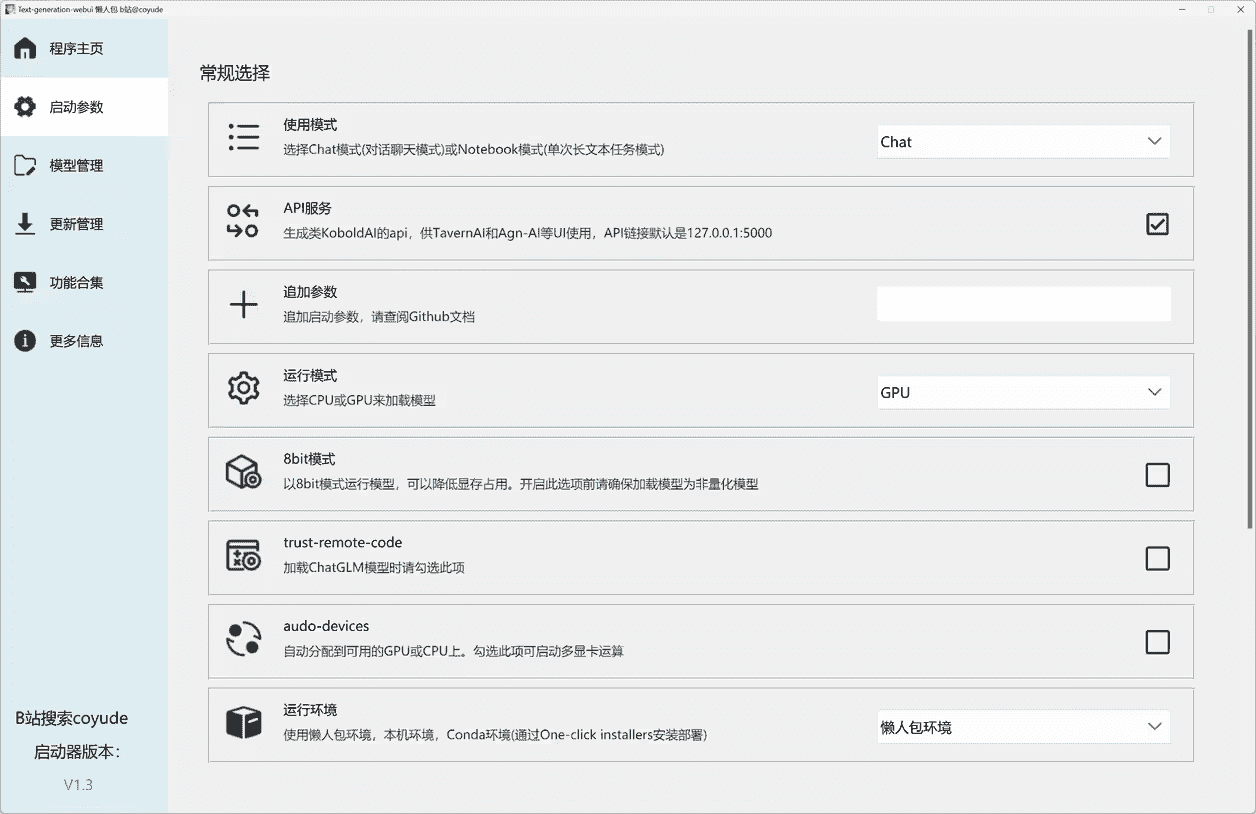 Text-generation-webui 懒人包 b站@coyude
程序主页
启动参数
模型管理
更新管理
功能合集
更多信息
B站搜索coyude
启动器版本:
V1.3
常规选择
使用模式
选择Chat模式(对话聊天模式)或Notebook模式(单次长文本任务模式)
Chat
API服务
生成类KoboldAI的api，供TavernAI和Agn-AI等UI使用，API链接默认是127.0.0.1:5000
追加参数
追加启动参数，请查阅Github文档
运行模式
选择CPU或GPU来加载模型
GPU
8bit模式
以8bit模式运行模型，可以降低显存占用。开启此选项前请确保加载模型为非量化模型
trust-remote-code
加载ChatGLM模型时请勾选此项
audo-devices
自动分配到可用的GPU或CPU上。勾选此项可启动多显卡运算
运行环境
使用懒人包环境，本机环境，Conda环境(通过One-click installers安装部署)
懒人包环境